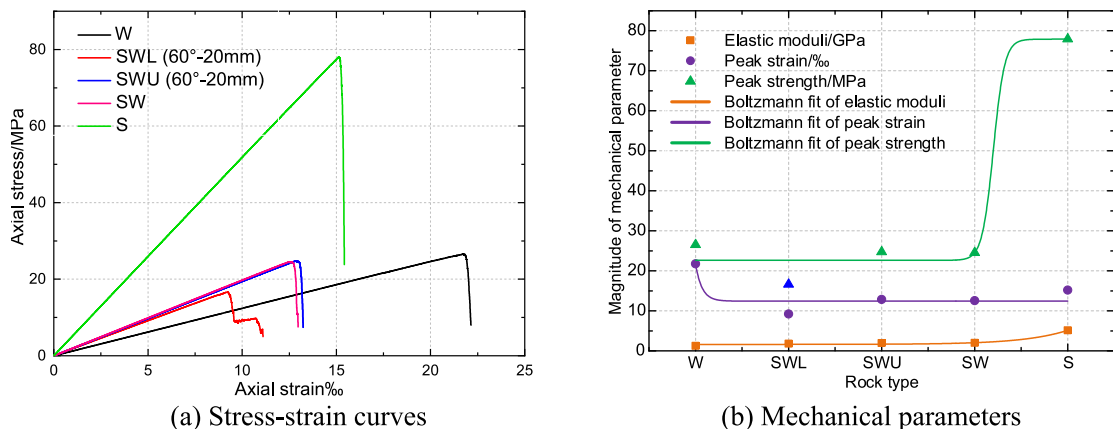 W
SWL (60°-20mm)
SWU (60°-20mm)
SW
S
80
60
40
20
0
Axial stress/MPa
0 5 10 15 20 25
Axial strain‰
(a) Stress-strain curves
Elastic moduli/GPa
Peak strain/‰
Peak strength/MPa
Boltzmann fit of elastic moduli
Boltzmann fit of peak strain
Boltzmann fit of peak strength
80
70
60
50
40
30
20
10
0
Magnitude of mechanical parameter
W SWL SWU SW S
Rock type
(b) Mechanical parameters